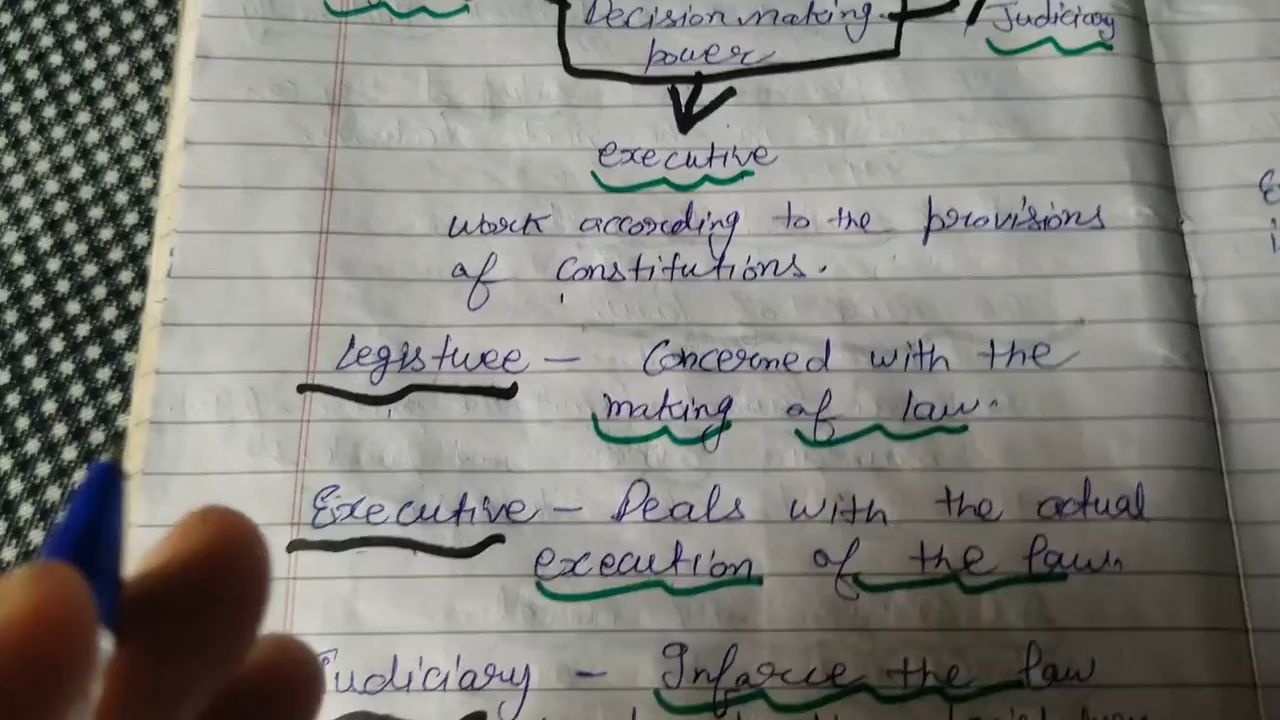 Decision making
power
Judiciary
executive
work according to the provisions
of constitutions.
Legisture - Concerned with the
making of law.
Executive - Deals with the actual
execution of the law.
Judiciary - Inforce the law